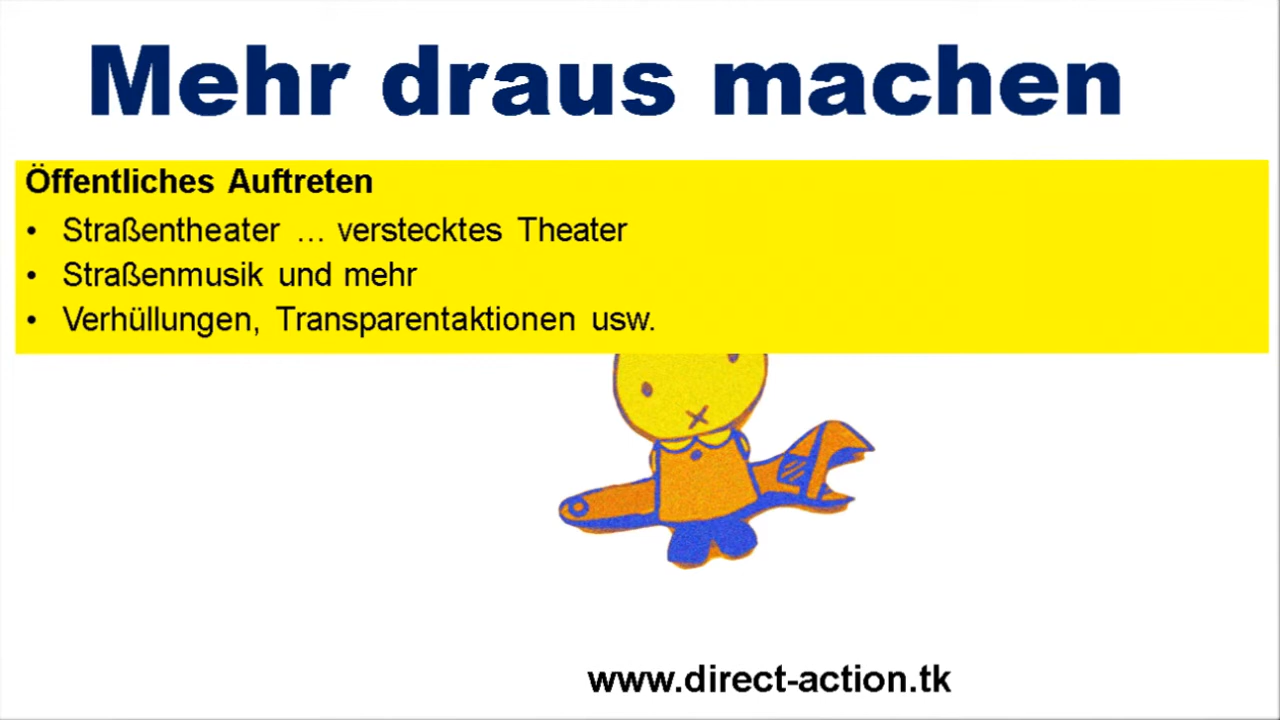 Mehr draus machen
Öffentliches Auftreten
• Straßentheater ... verstecktes Theater
• Straßenmusik und mehr
• Verhüllungen, Transparentaktionen usw.
www.direct-action.tk